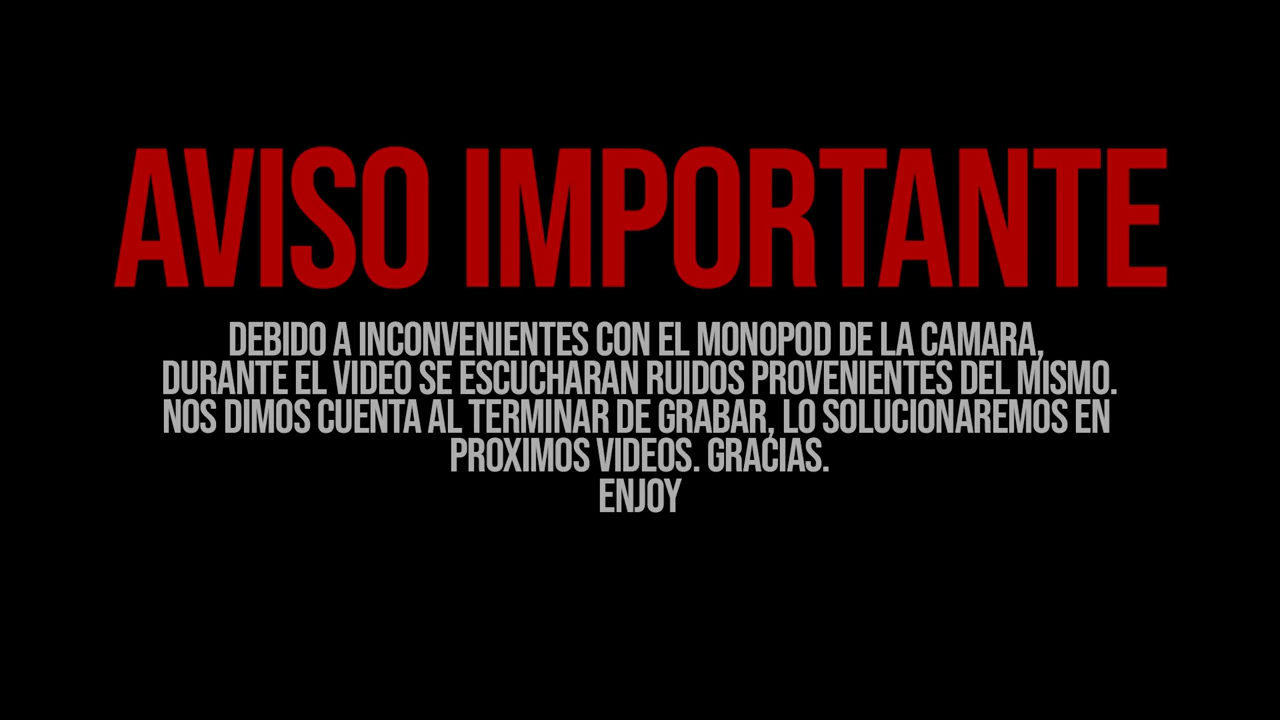 AVISO IMPORTANTE
DEBIDO A INCONVENIENTES CON EL MONOPOD DE LA CAMARA,
DURANTE EL VIDEO SE ESCUCHARAN RUIDOS PROVENIENTES DEL MISMO.
NOS DIMOS CUENTA AL TERMINAR DE GRABAR, LO SOLUCIONAREMOS EN
PROXIMOS VIDEOS. GRACIAS.
ENJOY